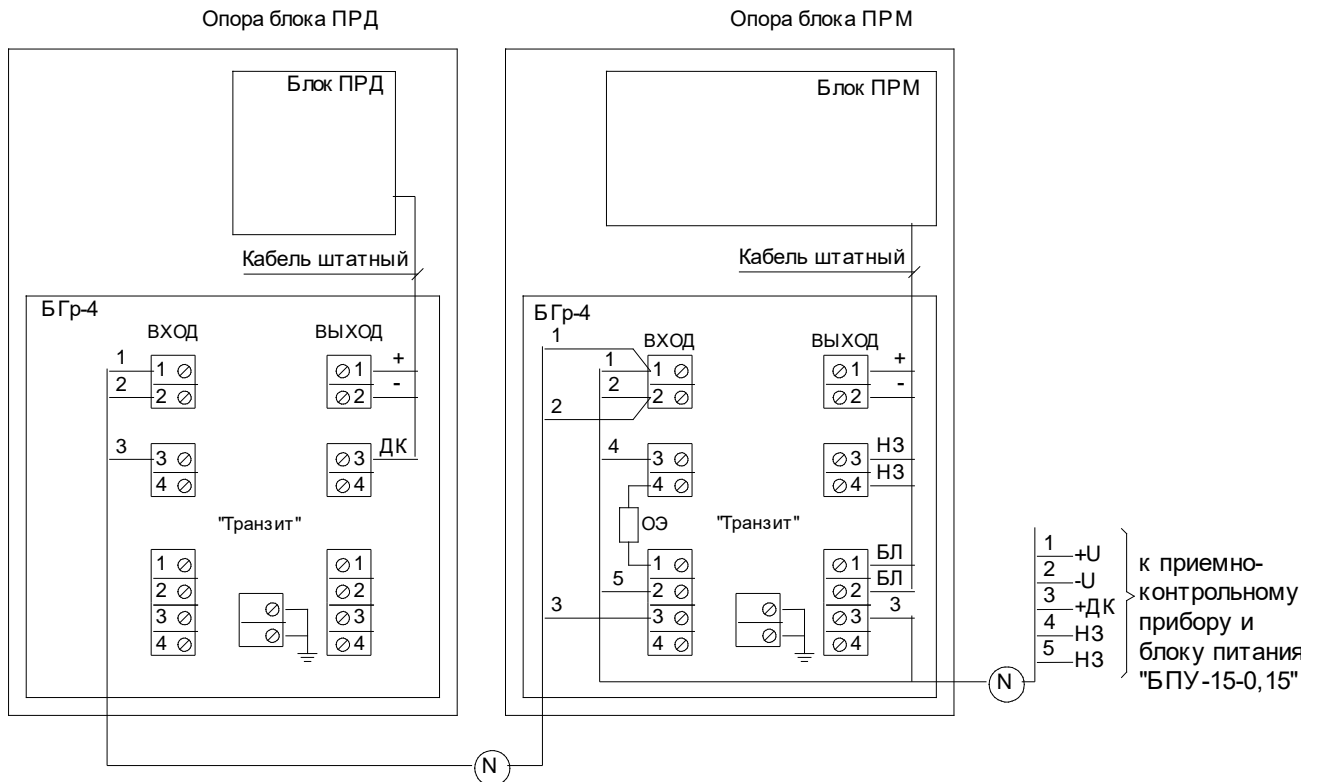 Опора блока ПРД
Опора блока ПРМ
Блок ПРД
Кабель штатный
БГр-4
ВХОД
ВЫХОД
1
2
3
1
2
3
4
1
2
3
4
+
-
ДК
"Транзит"
1
2
3
4
1
2
3
4
Блок ПРМ
Кабель штатный
БГр-4
ВХОД
ВЫХОД
1
2
3
1
2
4
5
1
2
3
4
1
2
3
4
+
-
НЗ
НЗ
ОЭ
"Транзит"
1
2
3
4
1
2
3
4
БЛ
БЛ
3
N
N
1 +U
2 -U
3 +ДК
4 НЗ
5 НЗ
к приемно-
контрольному
прибору и
блоку питания
"БПУ-15-0,15"